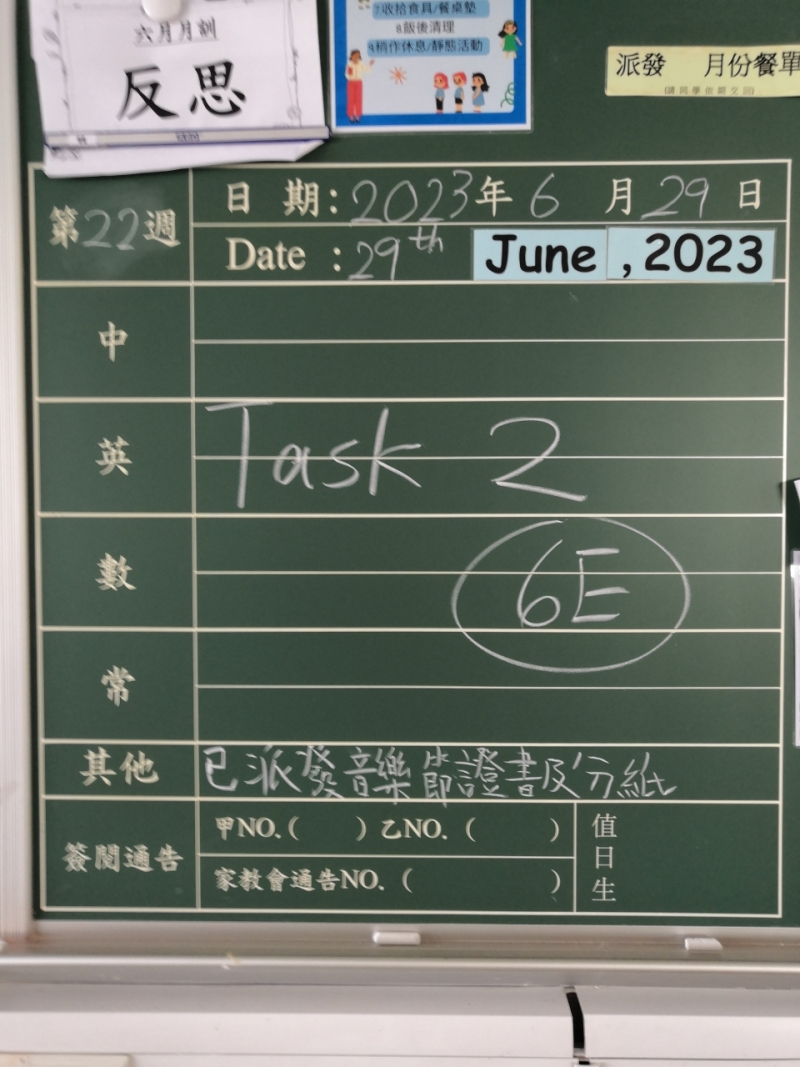 六月月訓
反思
7.收拾食具/餐桌墊
8.飯後清理
9.稍作休息/靜態活動
派發 月份餐單
第22週
日 期: 2023年 6 月 29 日
Date : 29th June , 2023
中
英 Task 2
數 6E
常
其他 已派發音樂節證書及分紙
簽閱通告 甲NO.( ) 乙NO. ( ) 值日生
家教會通告NO. ( )